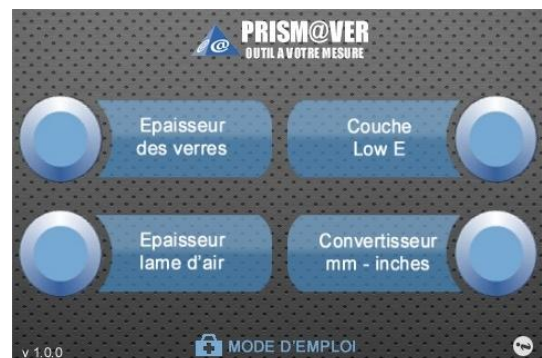 PRISM@VER
OUTIL A VOTRE MESURE
Epaisseur
des verres
Couche
Low E
Epaisseur
lame d'air
Convertisseur
mm - inches
v 1.0.0
MODE D'EMPLOI